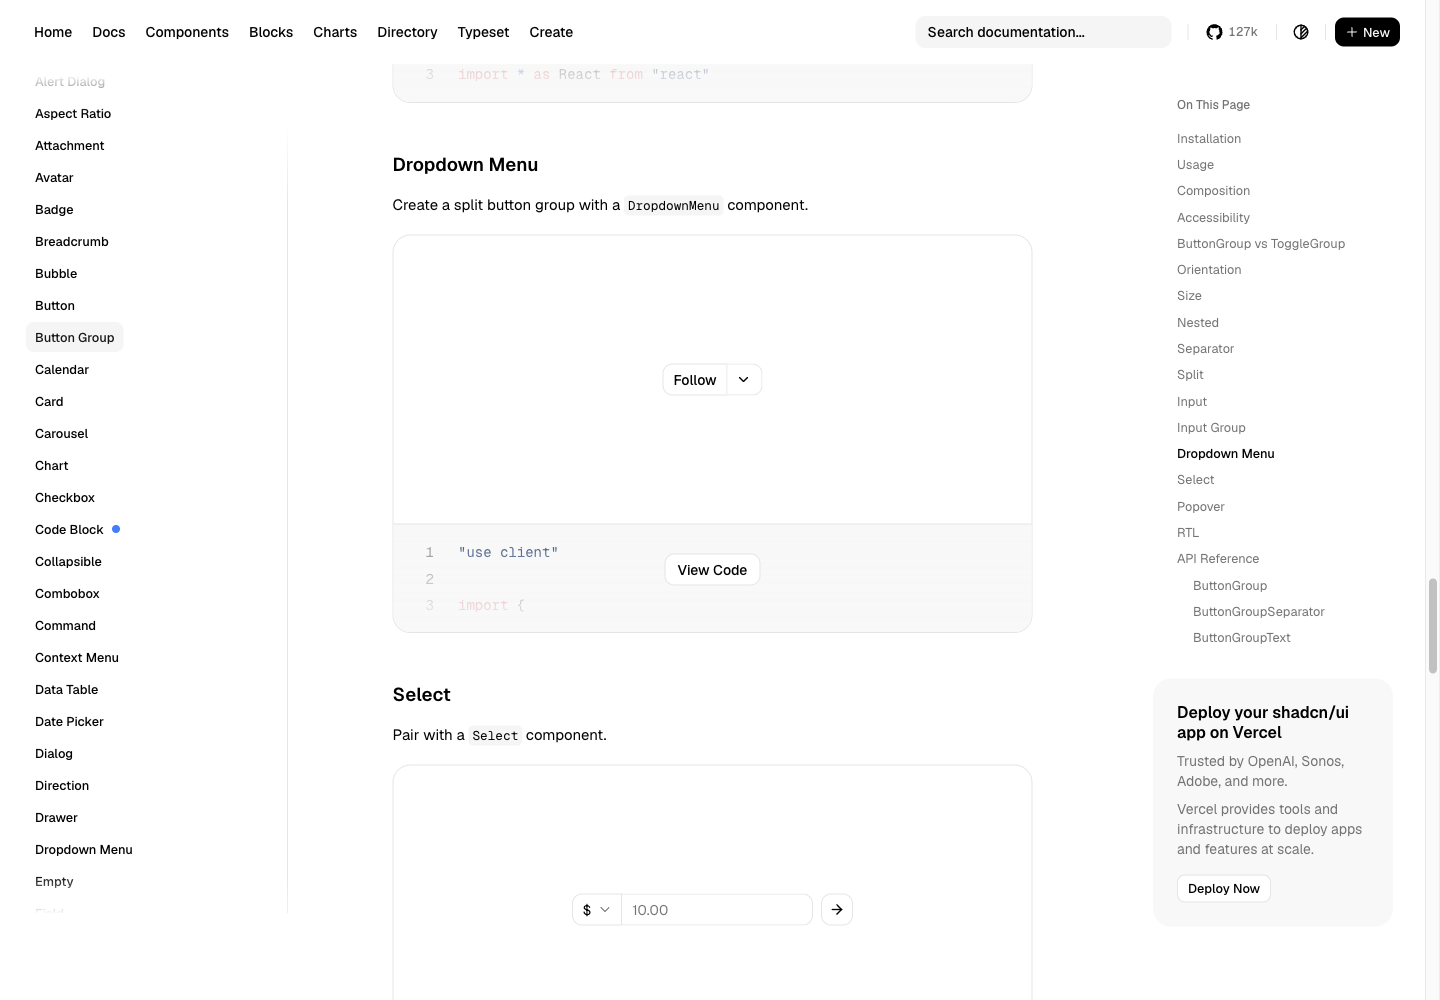 Home Docs Components Blocks Charts Directory Typeset Create
Search documentation...
127k
New
Alert Dialog
Aspect Ratio
Attachment
Avatar
Badge
Breadcrumb
Bubble
Button
Button Group
Calendar
Card
Carousel
Chart
Checkbox
Code Block
Collapsible
Combobox
Command
Context Menu
Data Table
Date Picker
Dialog
Direction
Drawer
Dropdown Menu
Empty
3 import * as React from "react"
Dropdown Menu
Create a split button group with a DropdownMenu component.
Follow
1 "use client"
2
3 import {
View Code
Select
Pair with a Select component.
$ 10.00
On This Page
Installation
Usage
Composition
Accessibility
ButtonGroup vs ToggleGroup
Orientation
Size
Nested
Separator
Split
Input
Input Group
Dropdown Menu
Select
Popover
RTL
API Reference
ButtonGroup
ButtonGroupSeparator
ButtonGroupText
Deploy your shadcn/ui
app on Vercel
Trusted by OpenAI, Sonos,
Adobe, and more.
Vercel provides tools and
infrastructure to deploy apps
and features at scale.
Deploy Now